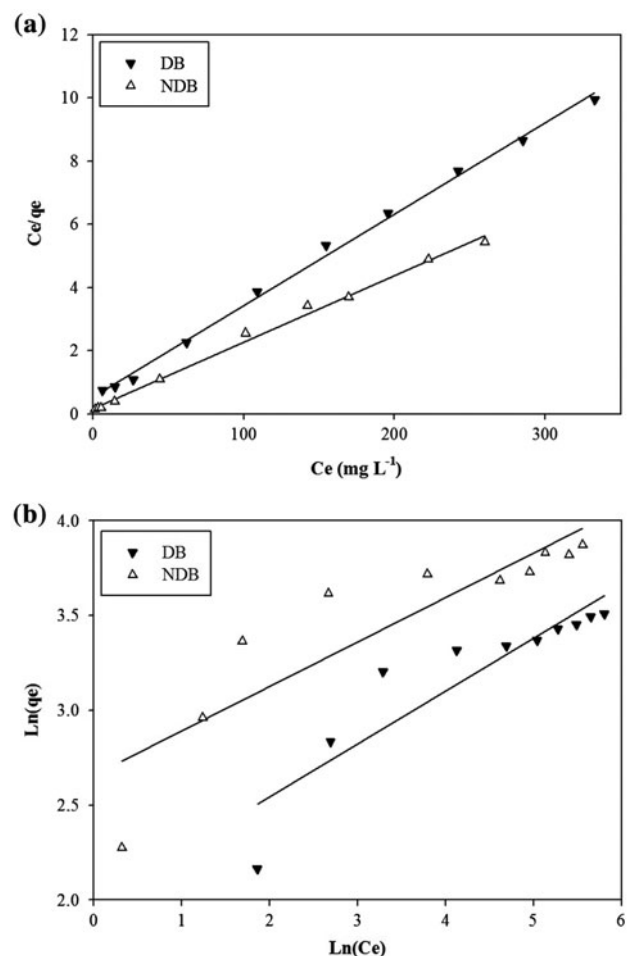 (a)
12
10
8
6
4
2
0
Ce/qe
DB
NDB
0 100 200 300
Ce (mg L⁻¹)
(b)
4.0
3.5
3.0
2.5
2.0
Ln(qe)
DB
NDB
0 1 2 3 4 5 6
Ln(Ce)